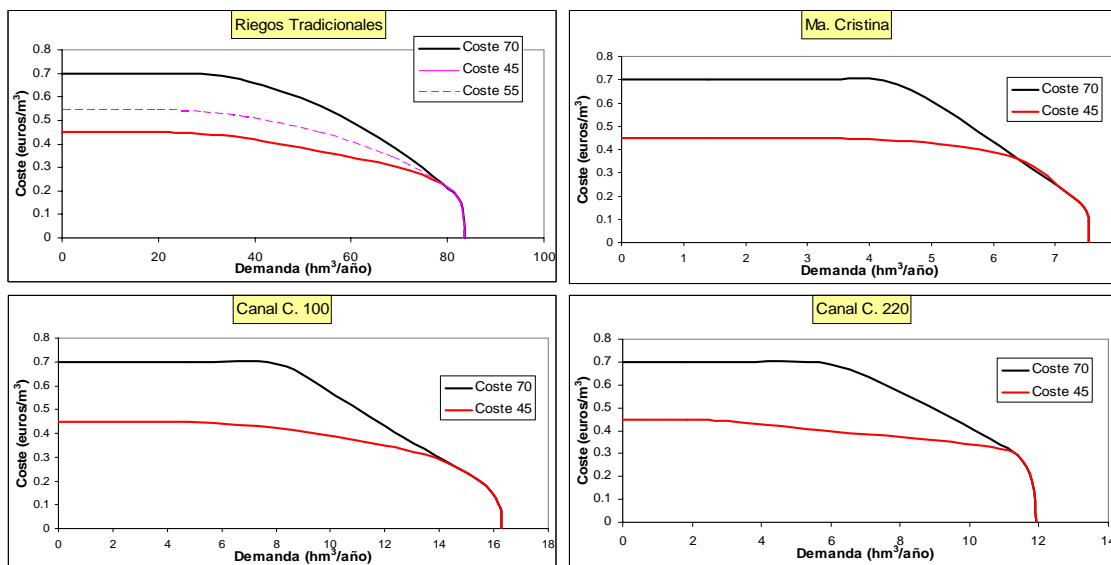 Riegos Tradicionales
Coste (euros/m³)
0.8
0.7
0.6
0.5
0.4
0.3
0.2
0.1
0
0 20 40 60 80 100
Demanda (hm³/año)
Coste 70
Coste 45
Coste 55
Ma. Cristina
Coste (euros/m³)
0.8
0.7
0.6
0.5
0.4
0.3
0.2
0.1
0
0 1 2 3 4 5 6 7
Demanda (hm³/año)
Coste 70
Coste 45
Canal C. 100
Coste (euros/m³)
0.8
0.7
0.6
0.5
0.4
0.3
0.2
0.1
0
0 2 4 6 8 10 12 14 16 18
Demanda (hm³/año)
Coste 70
Coste 45
Canal C. 220
Coste (euros/m³)
0.8
0.7
0.6
0.5
0.4
0.3
0.2
0.1
0
0 2 4 6 8 10 12 14
Demanda (hm³/año)
Coste 70
Coste 45